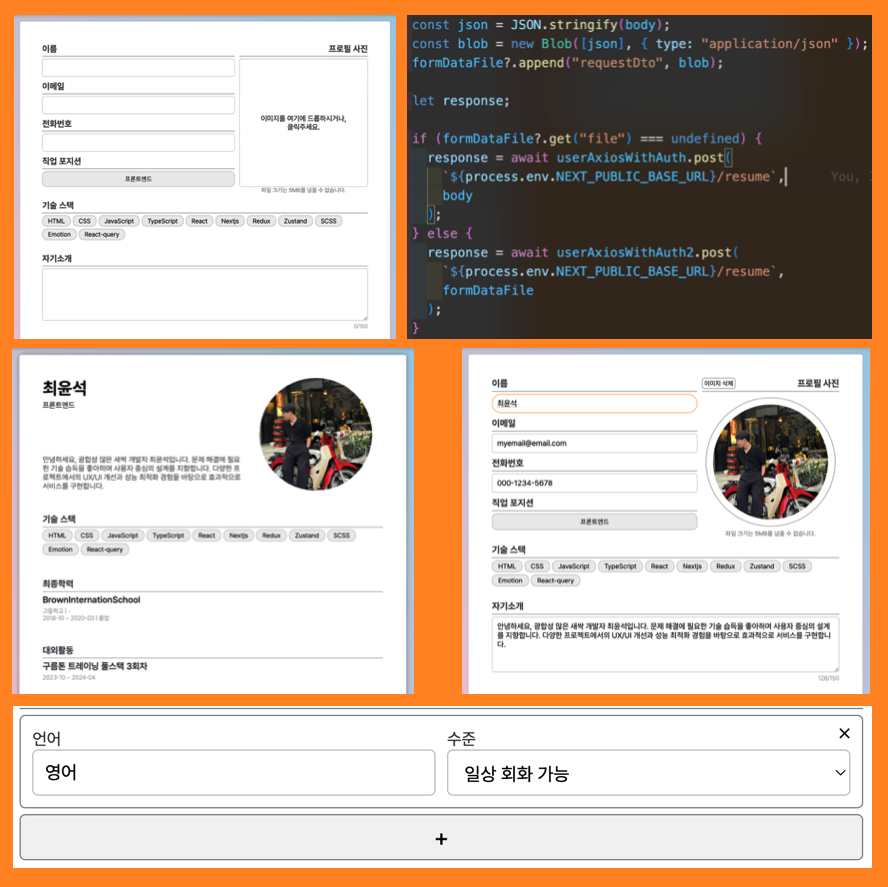 이름
프로필 사진
이메일
이미지를 여기에 드롭하시거나,
클릭주세요.
전화번호
직업 포지션
프론트엔드
파일 크기는 5MB를 넘을 수 없습니다.
기술 스택
HTML CSS JavaScript TypeScript React Nextjs Redux Zustand SCSS
Emotion React-query
자기소개
0/150
const json = JSON.stringify(body);
const blob = new Blob([json], { type: "application/json" });
formDataFile?.append("requestDto", blob);
let response;
if (formDataFile?.get("file") === undefined) {
response = await userAxiosWithAuth.post(
`${process.env.NEXT_PUBLIC_BASE_URL}/resume`, You,
body
);
} else {
response = await userAxiosWithAuth2.post(
`${process.env.NEXT_PUBLIC_BASE_URL}/resume`,
formDataFile
);
}
최윤석
프론트엔드
안녕하세요, 광합성 많은 새싹 개발자 최윤석입니다. 문제 해결에 필요
한 기술 습득을 좋아하며 사용자 중심의 설계를 지향합니다. 다양한 프
로젝트에서의 UX/UI 개선과 성능 최적화 경험을 바탕으로 효과적으로
서비스를 구현합니다.
기술 스택
HTML CSS JavaScript TypeScript React Nextjs Redux Zustand SCSS
Emotion React-query
최종학력
BrownInternationSchool
고등학교 | -
2018-10 ~ 2020-03 | 졸업
대외활동
구름톤 트레이닝 풀스택 3회차
2023-10 ~ 2024-04
이름
이미지 삭제
프로필 사진
최윤석
이메일
myemail@email.com
전화번호
000-1234-5678
직업 포지션
프론트엔드
파일 크기는 5MB를 넘을 수 없습니다.
기술 스택
HTML CSS JavaScript TypeScript React Nextjs Redux Zustand SCSS
Emotion React-query
자기소개
안녕하세요, 광합성 많은 새싹 개발자 최윤석입니다. 문제 해결에 필요한 기술 습득을 좋아하며 사용자 중심의 설계
를 지향합니다. 다양한 프로젝트에서의 UX/UI 개선과 성능 최적화 경험을 바탕으로 효과적으로 서비스를 구현합니
다.
126/150
언어
수준
×
영어
일상 회화 가능
+